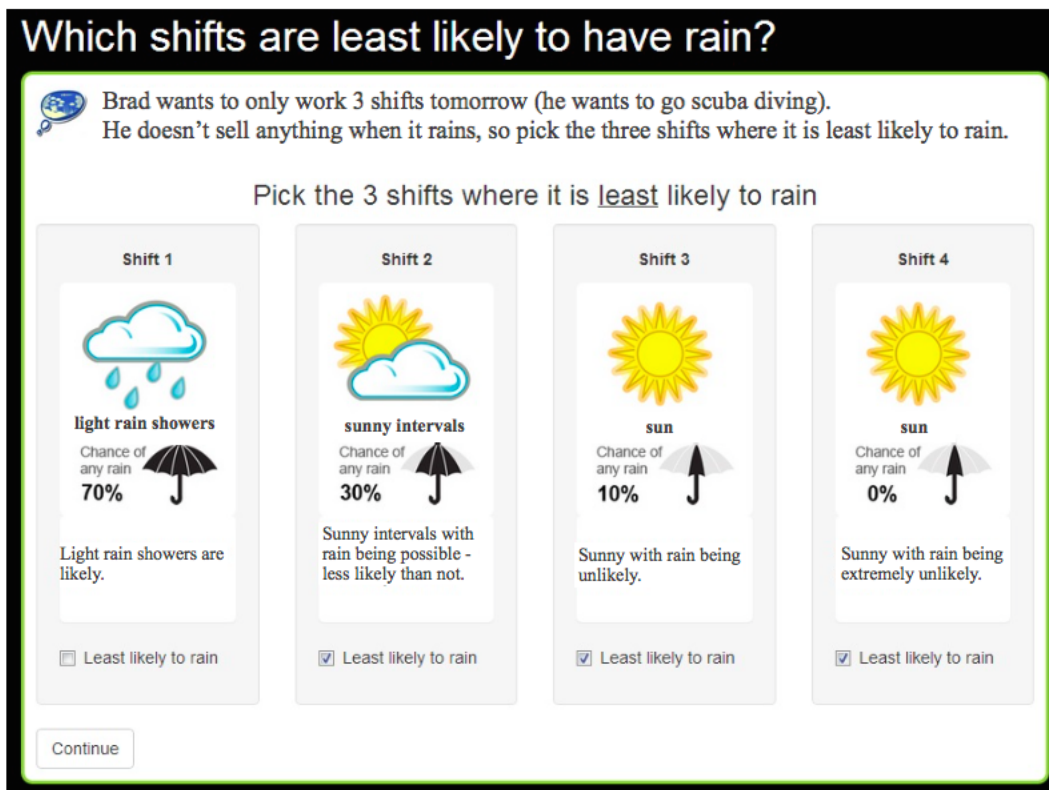 Which shifts are least likely to have rain?
Brad wants to only work 3 shifts tomorrow (he wants to go scuba diving).
He doesn't sell anything when it rains, so pick the three shifts where it is least likely to rain.
Pick the 3 shifts where it is least likely to rain
Shift 1
light rain showers
Chance of
any rain
70%
Light rain showers are
likely.
Least likely to rain
Shift 2
sunny intervals
Chance of
any rain
30%
Sunny intervals with
rain being possible -
less likely than not.
Least likely to rain
Shift 3
sun
Chance of
any rain
10%
Sunny with rain being
unlikely.
Least likely to rain
Shift 4
sun
Chance of
any rain
0%
Sunny with rain being
extremely unlikely.
Least likely to rain
Continue